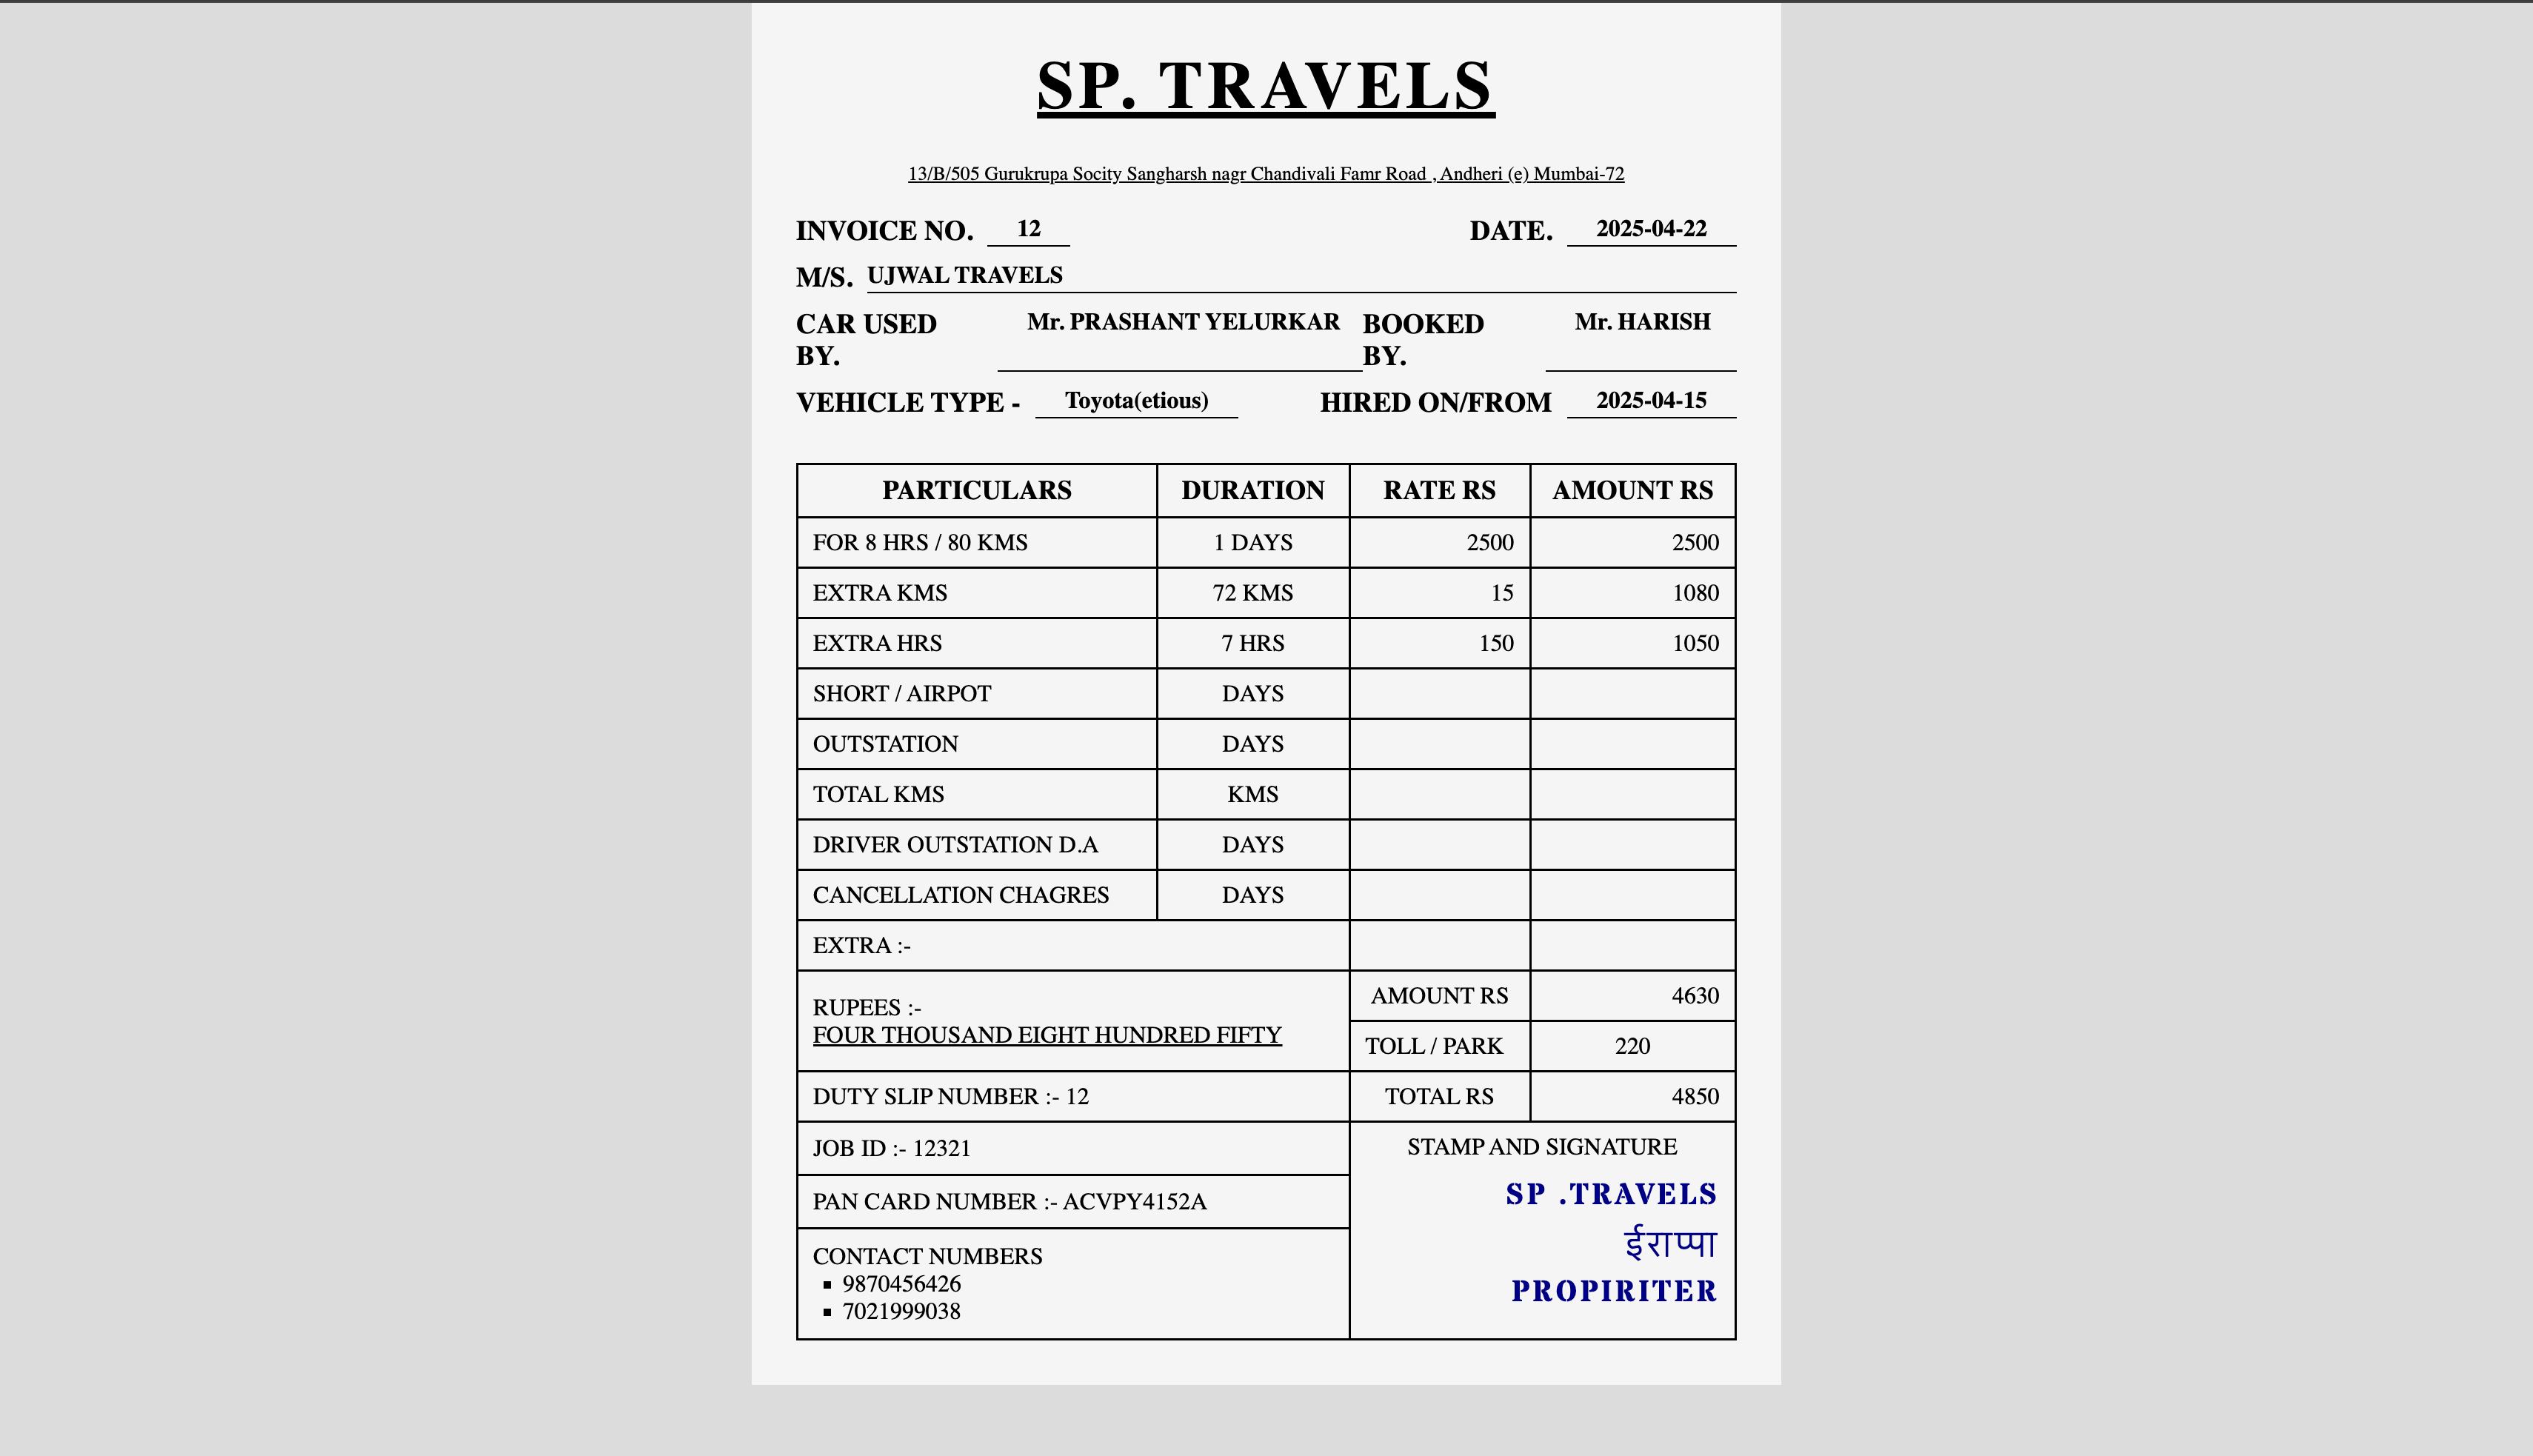 SP. TRAVELS
13/B/505 Gurukrupa Socity Sangharsh nagr Chandivali Famr Road , Andheri (e) Mumbai-72
INVOICE NO. 12 DATE. 2025-04-22
M/S. UJWAL TRAVELS
CAR USED BY. Mr. PRASHANT YELURKAR BOOKED BY. Mr. HARISH
VEHICLE TYPE - Toyota(etious) HIRED ON/FROM 2025-04-15
PARTICULARS DURATION RATE RS AMOUNT RS
FOR 8 HRS / 80 KMS 1 DAYS 2500 2500
EXTRA KMS 72 KMS 15 1080
EXTRA HRS 7 HRS 150 1050
SHORT / AIRPOT DAYS
OUTSTATION DAYS
TOTAL KMS KMS
DRIVER OUTSTATION D.A DAYS
CANCELLATION CHAGRES DAYS
EXTRA :-
RUPEES :-
FOUR THOUSAND EIGHT HUNDRED FIFTY
AMOUNT RS 4630
TOLL / PARK 220
DUTY SLIP NUMBER :- 12 TOTAL RS 4850
JOB ID :- 12321
PAN CARD NUMBER :- ACVPY4152A
CONTACT NUMBERS
▪ 9870456426
▪ 7021999038
STAMP AND SIGNATURE
SP .TRAVELS
ईराप्पा
PROPIRITER